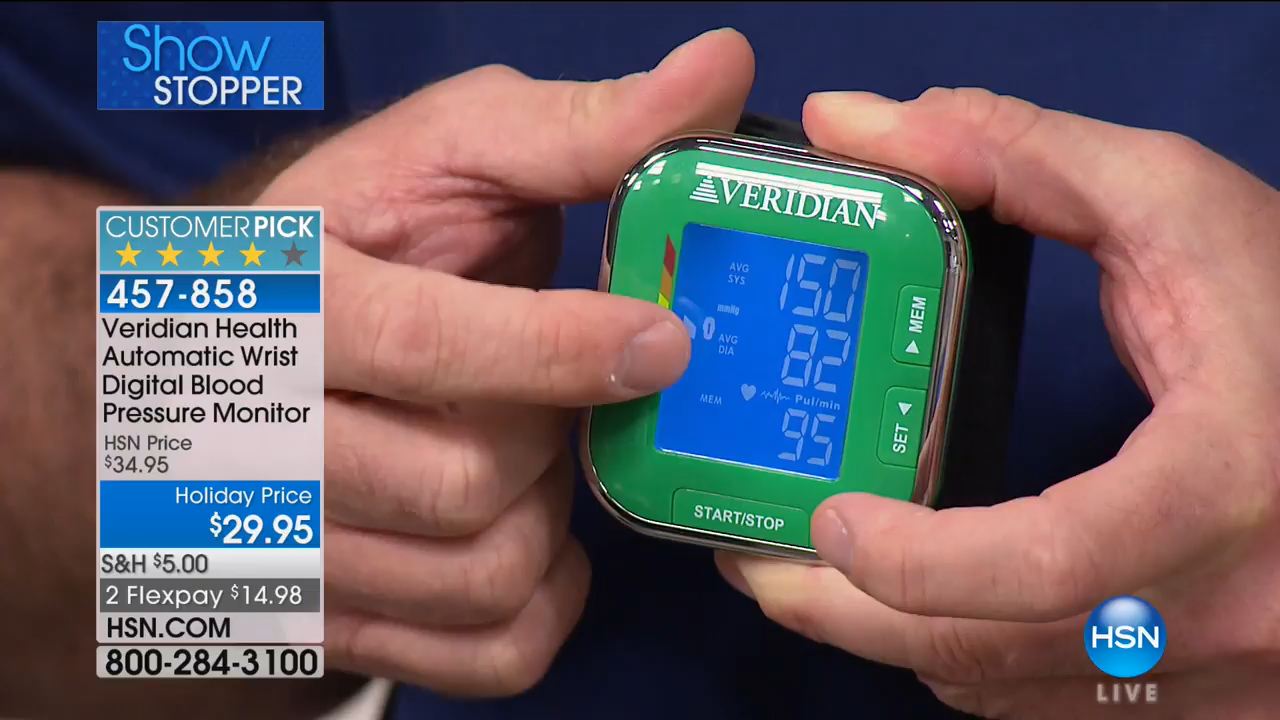 Show
STOPPER
CUSTOMER PICK
457-858
Veridian Health
Automatic Wrist
Digital Blood
Pressure Monitor
HSN Price
$34.95
Holiday Price
$29.95
S&H $5.00
2 Flexpay $14.98
HSN.COM
800-284-3100
VERIDIAN
AVG
SYS
150
mmHg
82
AVG
DIA
MEM
Pul/min
95
▲ MEM
SET ▼
START/STOP
HSN
LIVE